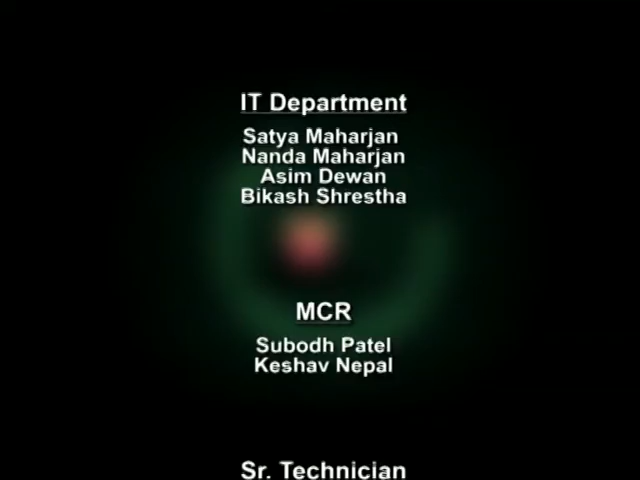 IT Department
Satya Maharjan
Nanda Maharjan
Asim Dewan
Bikash Shrestha
MCR
Subodh Patel
Keshav Nepal
Sr. Technician